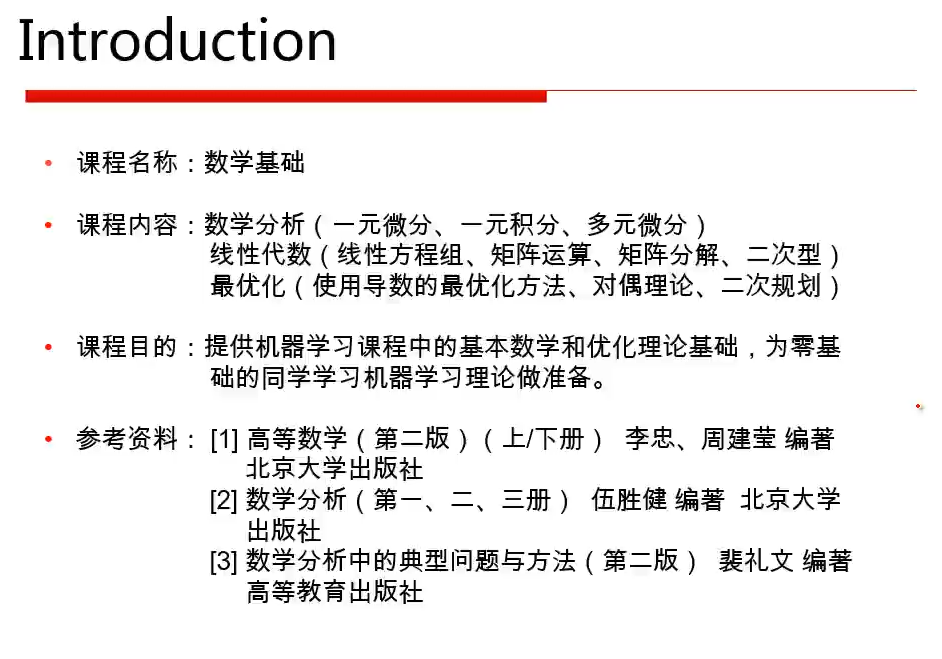 Introduction
• 课程名称：数学基础
• 课程内容：数学分析（一元微分、一元积分、多元微分）
线性代数（线性方程组、矩阵运算、矩阵分解、二次型）
最优化（使用导数的最优化方法、对偶理论、二次规划）
• 课程目的：提供机器学习课程中的基本数学和优化理论基础，为零基
础的同学学习机器学习理论做准备。
• 参考资料： [1] 高等数学（第二版）（上/下册） 李忠、周建莹 编著
北京大学出版社
[2] 数学分析（第一、二、三册） 伍胜健 编著 北京大学
出版社
[3] 数学分析中的典型问题与方法（第二版） 裴礼文 编著
高等教育出版社